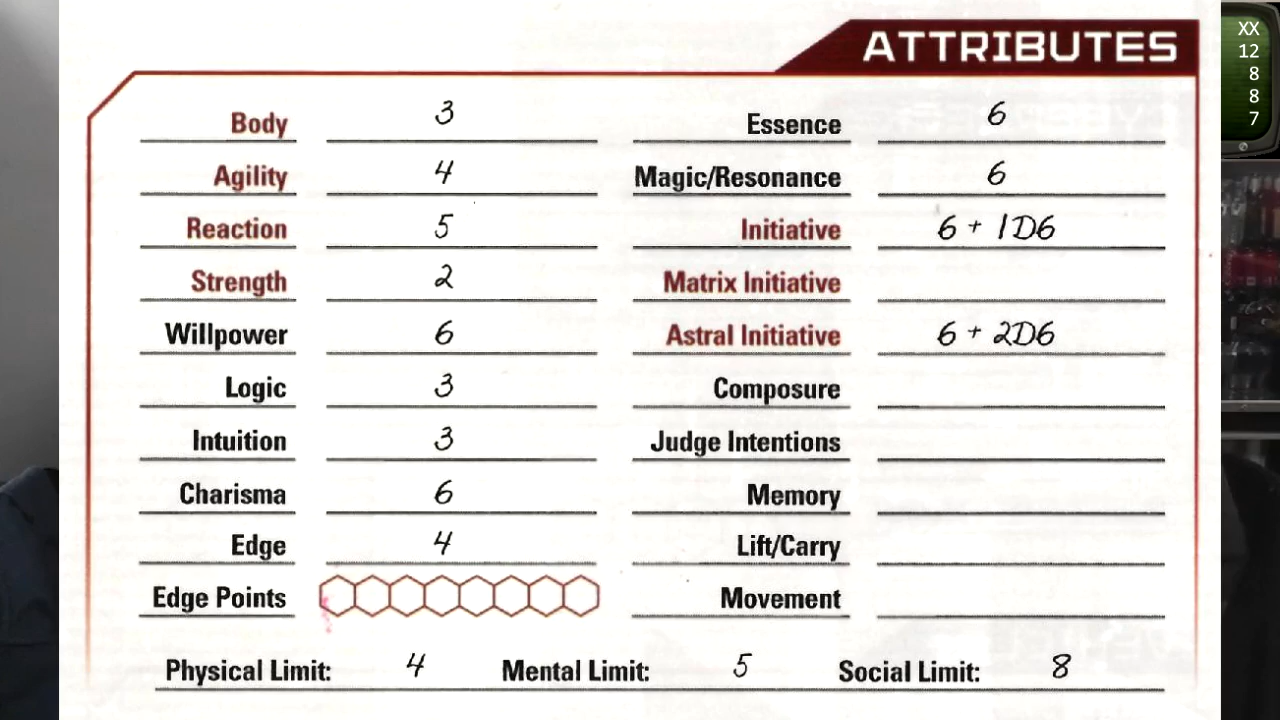 ATTRIBUTES
Body 3
Agility 4
Reaction 5
Strength 2
Willpower 6
Logic 3
Intuition 3
Charisma 6
Edge 4
Edge Points
Essence 6
Magic/Resonance 6
Initiative 6 + 1D6
Matrix Initiative
Astral Initiative 6 + 2D6
Composure
Judge Intentions
Memory
Lift/Carry
Movement
Physical Limit: 4 Mental Limit: 5 Social Limit: 8
XX
12
8
8
7